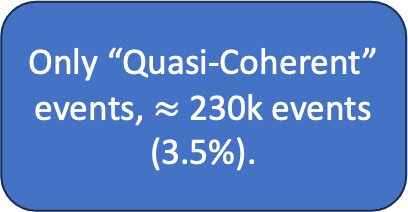 Only “Quasi-Coherent”
events, ≈ 230k events
(3.5%).